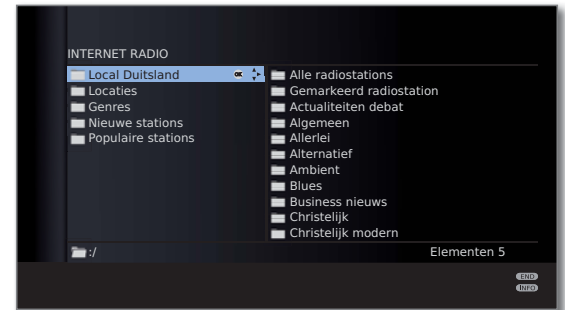 INTERNET RADIO
Local Duitsland OK
Locaties
Genres
Nieuwe stations
Populaire stations
Alle radiostations
Gemarkeerd radiostation
Actualiteiten debat
Algemeen
Allerlei
Alternatief
Ambient
Blues
Business nieuws
Christelijk
Christelijk modern
:/
Elementen 5
END
INFO